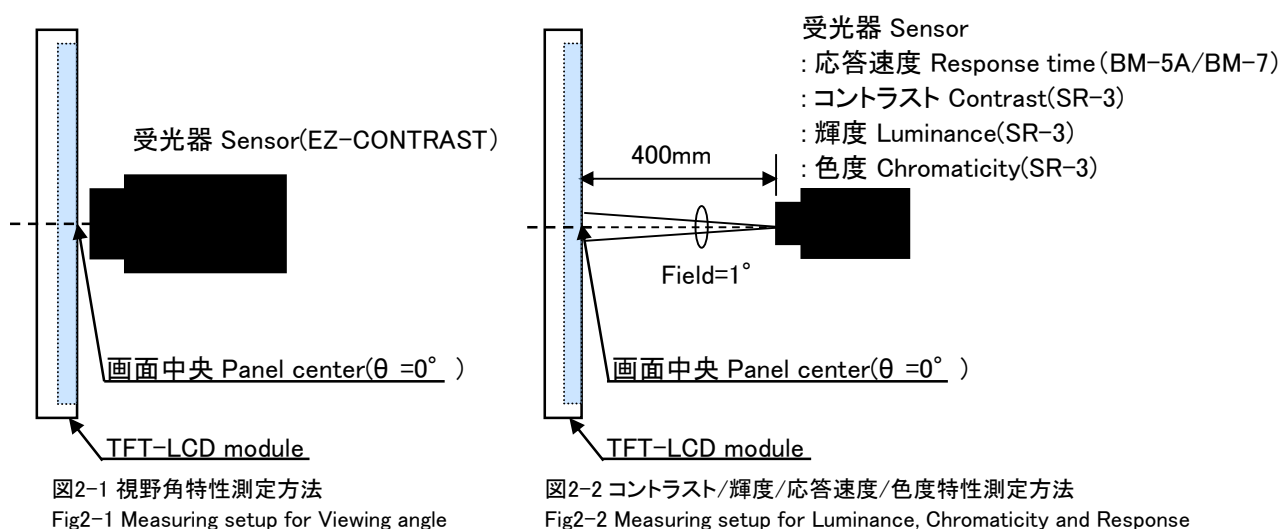 受光器 Sensor(EZ-CONTRAST)
画面中央 Panel center(θ =0° )
TFT-LCD module
図2-1 視野角特性測定方法
Fig2-1 Measuring setup for Viewing angle
受光器 Sensor
: 応答速度 Response time(BM-5A/BM-7)
: コントラスト Contrast(SR-3)
: 輝度 Luminance(SR-3)
: 色度 Chromaticity(SR-3)
400mm
Field=1°
画面中央 Panel center(θ =0° )
TFT-LCD module
図2-2 コントラスト/輝度/応答速度/色度特性測定方法
Fig2-2 Measuring setup for Luminance, Chromaticity and Response